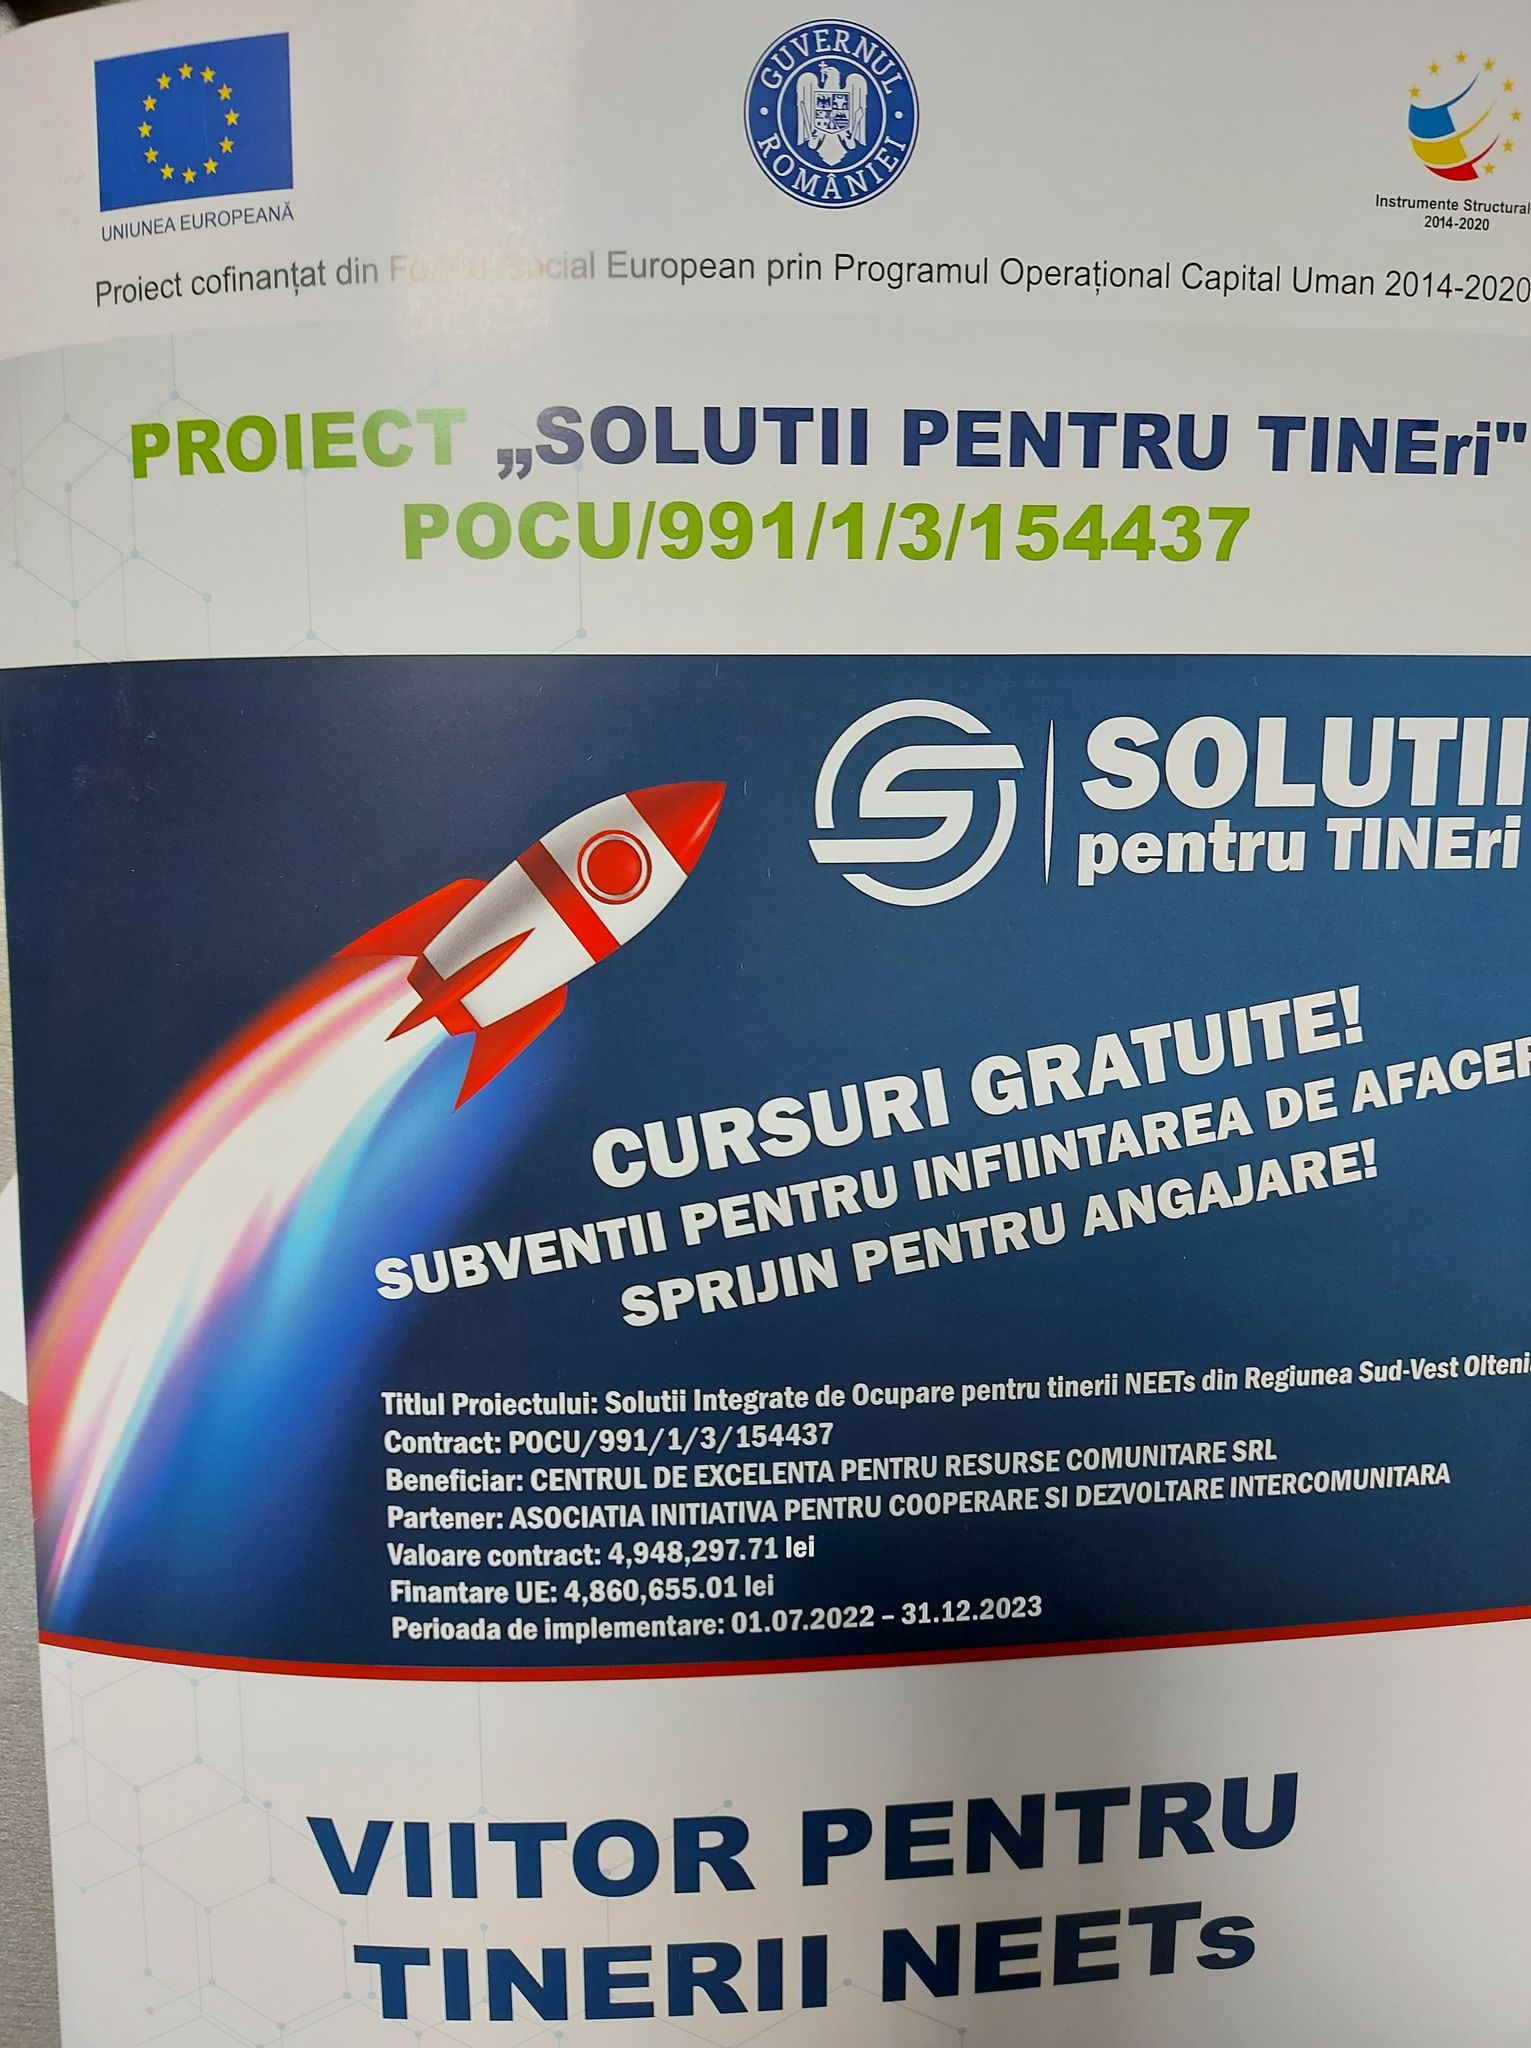 UNIUNEA EUROPEANĂ
GUVERNUL ROMÂNIEI
Instrumente Structural
2014-2020
Proiect cofinanțat din Fondul Social European prin Programul Operațional Capital Uman 2014-2020
PROIECT „SOLUTII PENTRU TINEri"
POCU/991/1/3/154437
SOLUTII
pentru TINEri
CURSURI GRATUITE!
SUBVENTII PENTRU INFIINTAREA DE
SPRIJIN PENTRU ANGAJARE!
Titlul Proiectului: Solutii Integrate de Ocupare pentru tinerii NEETs din Regiunea Sud-Vest
Contract: POCU/991/1/3/154437
Beneficiar: CENTRUL DE EXCELENTA PENTRU RESURSE COMUNITARE SRL
Partener: ASOCIATIA INITIATIVA PENTRU COOPERARE SI DEZVOLTARE INTERCOMUNITARA
Valoare contract: 4,948,297.71 lei
Finantare UE: 4,860,655.01 lei
Perioada de implementare: 01.07.2022 – 31.12.2023
VIITOR PENTRU
TINERII NEETs